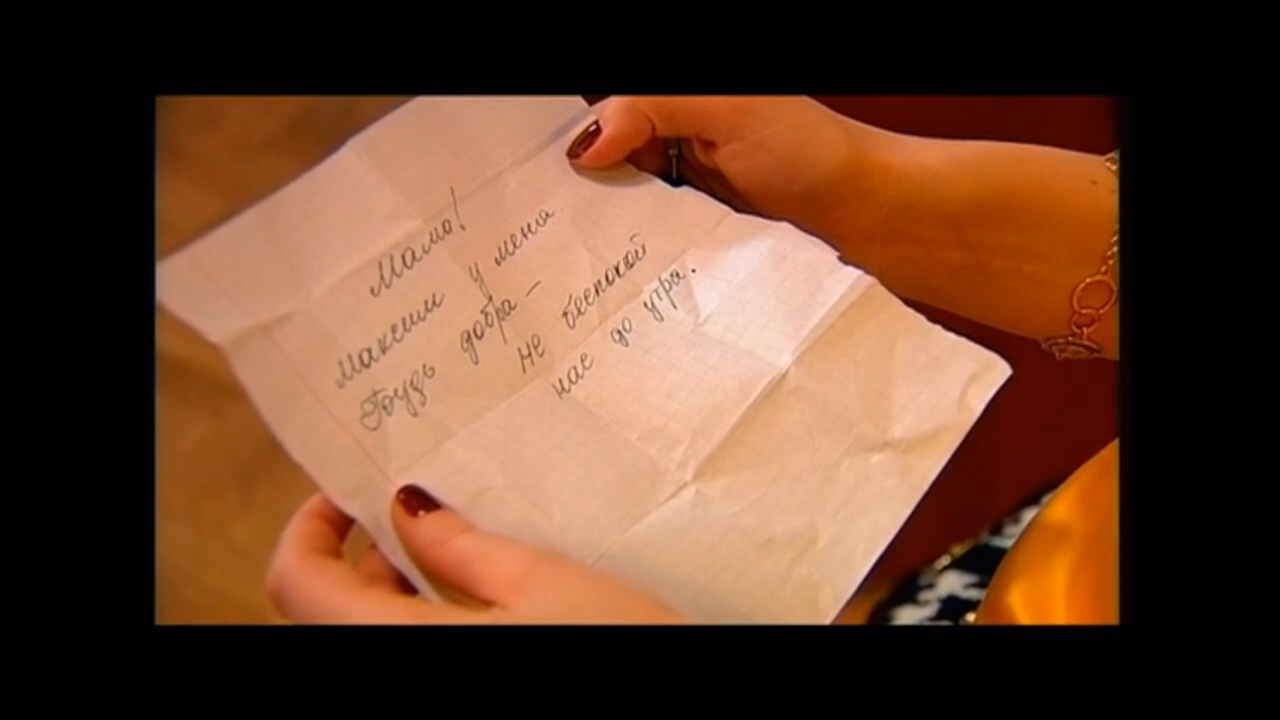 Мама!
Максим у меня.
Будь добра -
не беспокой
нас до утра.